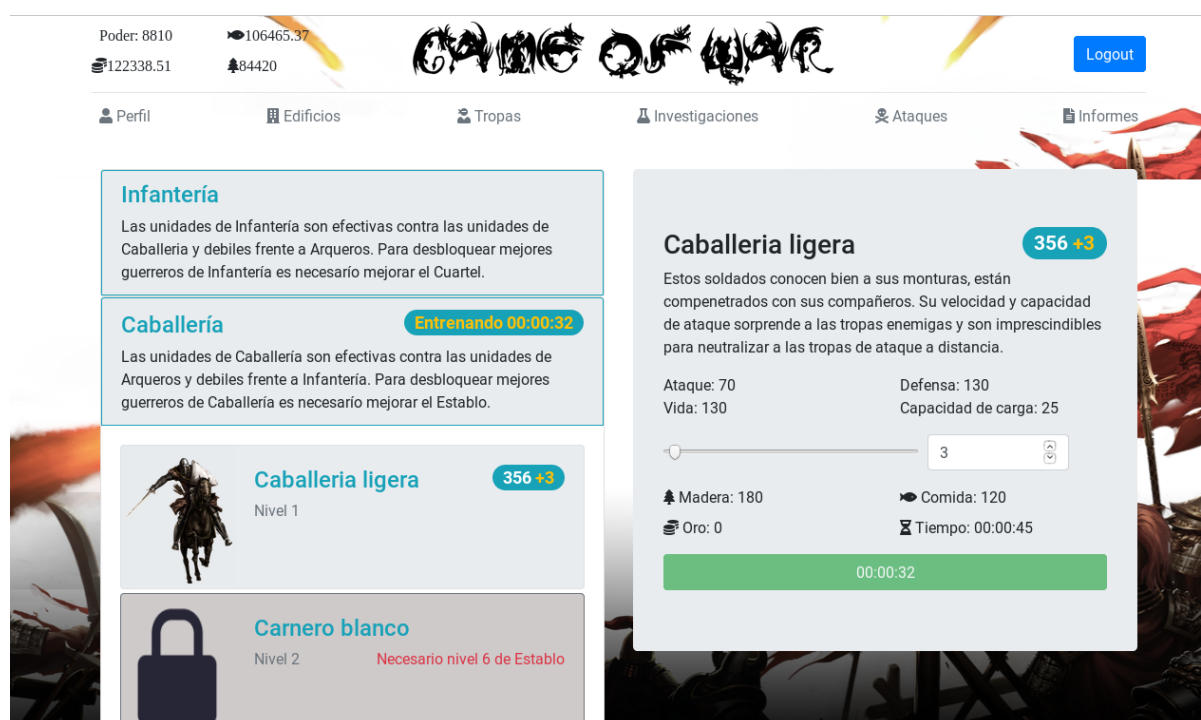 Poder: 8810
106465.37
122338.51
84420
GAME OF WAR
Logout
Perfil
Edificios
Tropas
Investigaciones
Ataques
Informes
Infantería
Las unidades de Infantería son efectivas contra las unidades de
Caballeria y debiles frente a Arqueros. Para desbloquear mejores
guerreros de Infantería es necesarío mejorar el Cuartel.
Caballería
Entrenando 00:00:32
Las unidades de Caballería son efectivas contra las unidades de
Arqueros y debiles frente a Infantería. Para desbloquear mejores
guerreros de Caballería es necesarío mejorar el Establo.
Caballeria ligera
356 +3
Nivel 1
Carnero blanco
Nivel 2
Necesario nivel 6 de Establo
Caballeria ligera
356 +3
Estos soldados conocen bien a sus monturas, están
compenetrados con sus compañeros. Su velocidad y capacidad
de ataque sorprende a las tropas enemigas y son imprescindibles
para neutralizar a las tropas de ataque a distancia.
Ataque: 70
Defensa: 130
Vida: 130
Capacidad de carga: 25
3
Madera: 180
Comida: 120
Oro: 0
Tiempo: 00:00:45
00:00:32